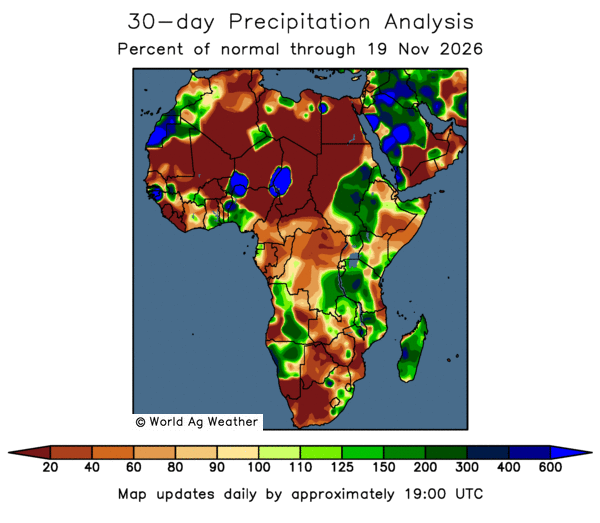 30-day Precipitation Analysis
Percent of normal through 19 Nov 2026
© World Ag Weather
20 40 60 80 90 100 110 125 150 200 300 400 600
Map updates daily by approximately 19:00 UTC